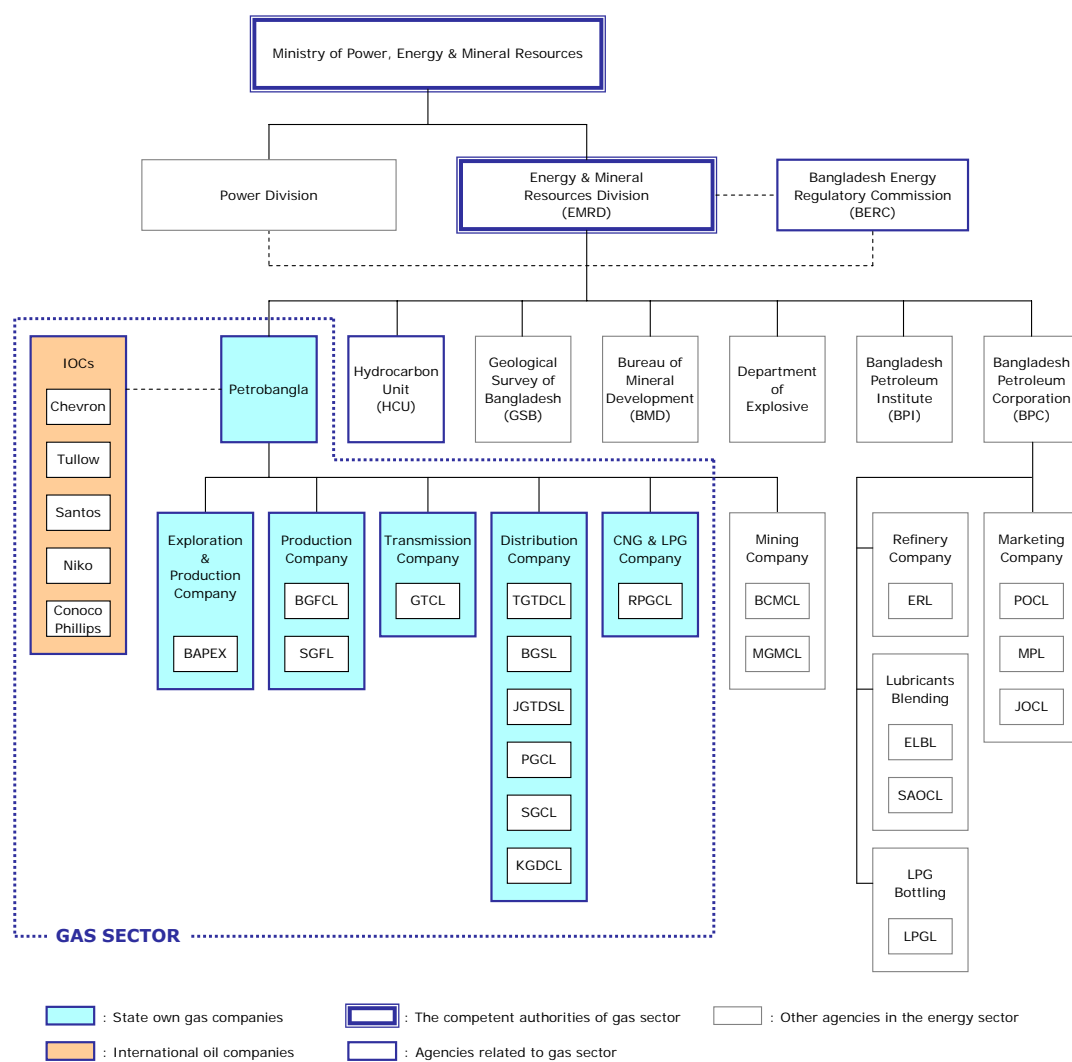 Ministry of Power, Energy & Mineral Resources
Power Division
Energy & Mineral
Resources Division
(EMRD)
Bangladesh Energy
Regulatory Commission
(BERC)
IOCs
Chevron
Tullow
Santos
Niko
Conoco
Phillips
Petrobangla
Hydrocarbon
Unit
(HCU)
Geological
Survey of
Bangladesh
(GSB)
Bureau of
Mineral
Development
(BMD)
Department
of
Explosive
Bangladesh
Petroleum
Institute
(BPI)
Bangladesh
Petroleum
Corporation
(BPC)
Exploration
&
Production
Company
BAPEX
Production
Company
BGFCL
SGFL
Transmission
Company
GTCL
Distribution
Company
TGTDCL
BGSL
JGTDSL
PGCL
SGCL
KGDCL
CNG & LPG
Company
RPGCL
Mining
Company
BCMCL
MGMCL
Refinery
Company
ERL
Lubricants
Blending
ELBL
SAOCL
LPG
Bottling
LPGL
Marketing
Company
POCL
MPL
JOCL
GAS SECTOR
: State own gas companies
: The competent authorities of gas sector
: Other agencies in the energy sector
: International oil companies
: Agencies related to gas sector